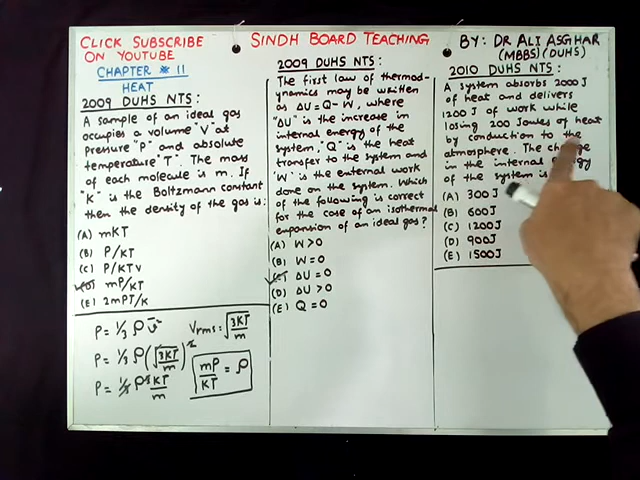 CLICK SUBSCRIBE
ON YOUTUBE
CHAPTER # 11
HEAT
2009 DUHS NTS:
A sample of an ideal gas
occupies a volume "V" at
pressure "P" and absolute
temperature "T". The mass
of each molecule is m. If
"K" is the Boltzmann constant
then the density of the gas is:
(A) mKT
(B) P/KT
(C) P/KTV
(D) mP/KT
(E) 2mPT/K
P = 1/3 ρ v̄²
Vrms = √3KT/m
P = 1/3 ρ (√3KT/m)²
P = 1/3 ρ 3KT/m
mP/KT = ρ
SINDH BOARD TEACHING
2009 DUHS NTS:
The first law of thermod-
ynamics may be written
as ΔU = Q - W, where
"ΔU" is the increase in
internal energy of the
system, "Q" is the heat
transfer to the system and
"W" is the external work
done on the system. Which
of the following is correct
for the case of an isothermal
expansion of an ideal gas?
(A) W > 0
(B) W = 0
(C) ΔU = 0
(D) ΔU > 0
(E) Q = 0
BY: DR ALI ASGHAR
(MBBS) (DUHS)
2010 DUHS NTS:
A system absorbs 2000 J
of heat and delivers
1200 J of work while
losing 200 Joules of heat
by conduction to the
atmosphere. The change
in the internal
of the system is
(A) 300 J
(B) 600 J
(C) 1200 J
(D) 900 J
(E) 1500 J